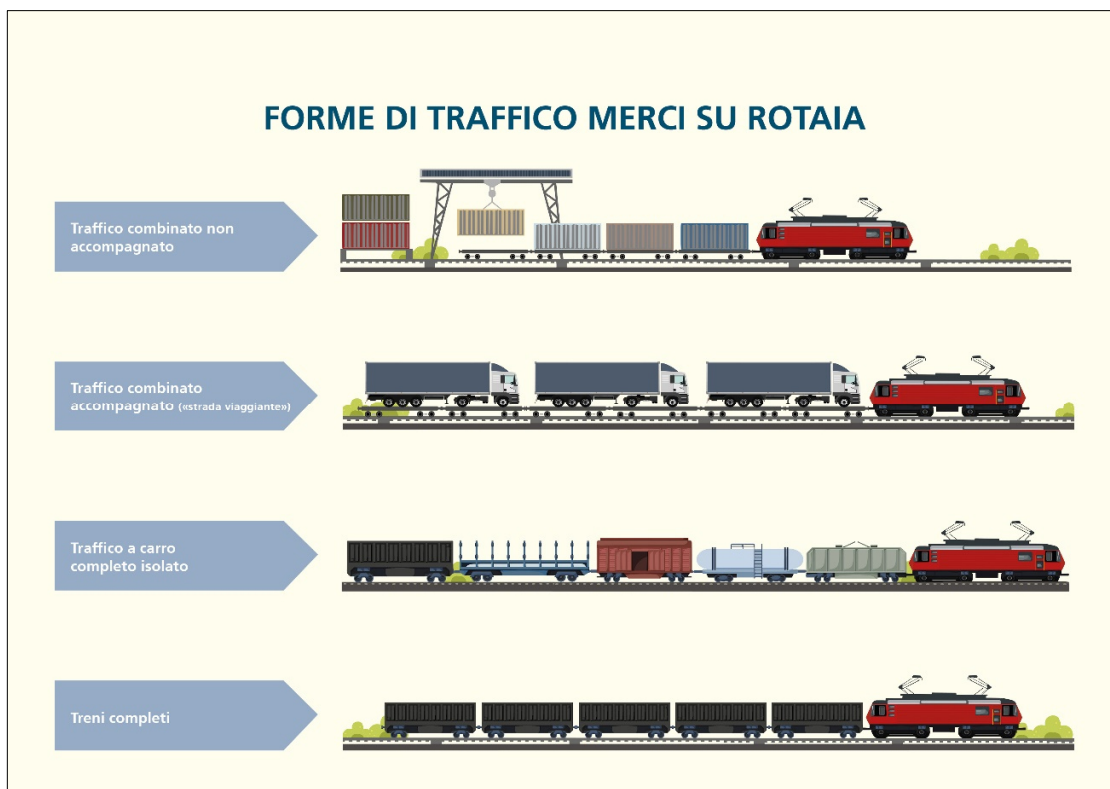 FORME DI TRAFFICO MERCI SU ROTAIA
Traffico combinato non
accompagnato
Traffico combinato
accompagnato («strada viaggiante»)
Traffico a carro
completo isolato
Treni completi